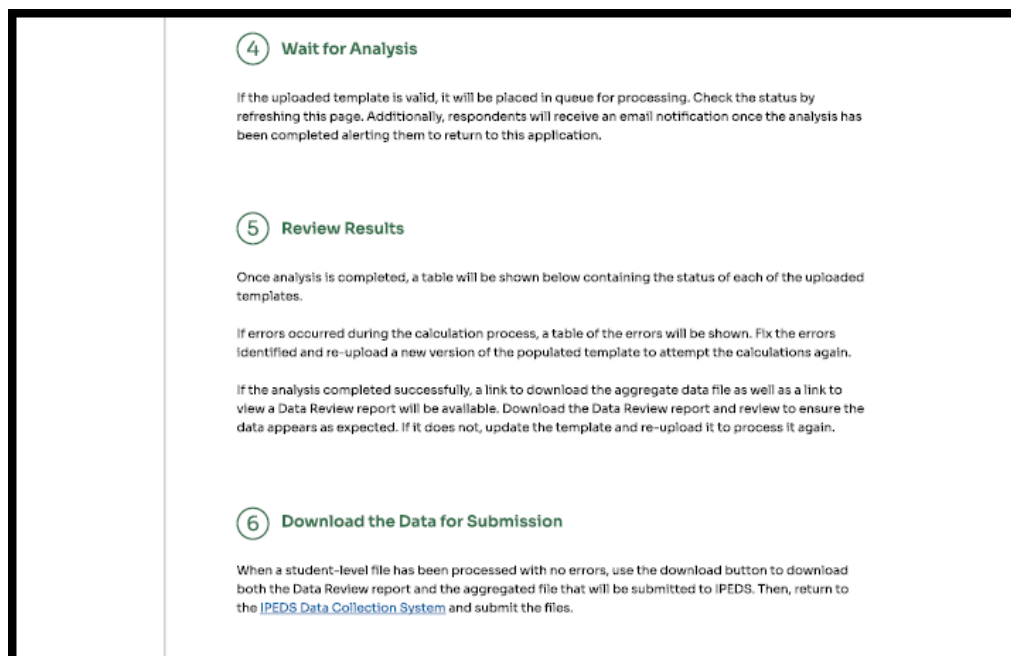 4 Wait for Analysis
If the uploaded template is valid, it will be placed in queue for processing. Check the status by
refreshing this page. Additionally, respondents will receive an email notification once the analysis has
been completed alerting them to return to this application.
5 Review Results
Once analysis is completed, a table will be shown below containing the status of each of the uploaded
templates.
If errors occurred during the calculation process, a table of the errors will be shown. Fix the errors
identified and re-upload a new version of the populated template to attempt the calculations again.
If the analysis completed successfully, a link to download the aggregate data file as well as a link to
view a Data Review report will be available. Download the Data Review report and review to ensure the
data appears as expected. If it does not, update the template and re-upload it to process it again.
6 Download the Data for Submission
When a student-level file has been processed with no errors, use the download button to download
both the Data Review report and the aggregated file that will be submitted to IPEDS. Then, return to
the IPEDS Data Collection System and submit the files.